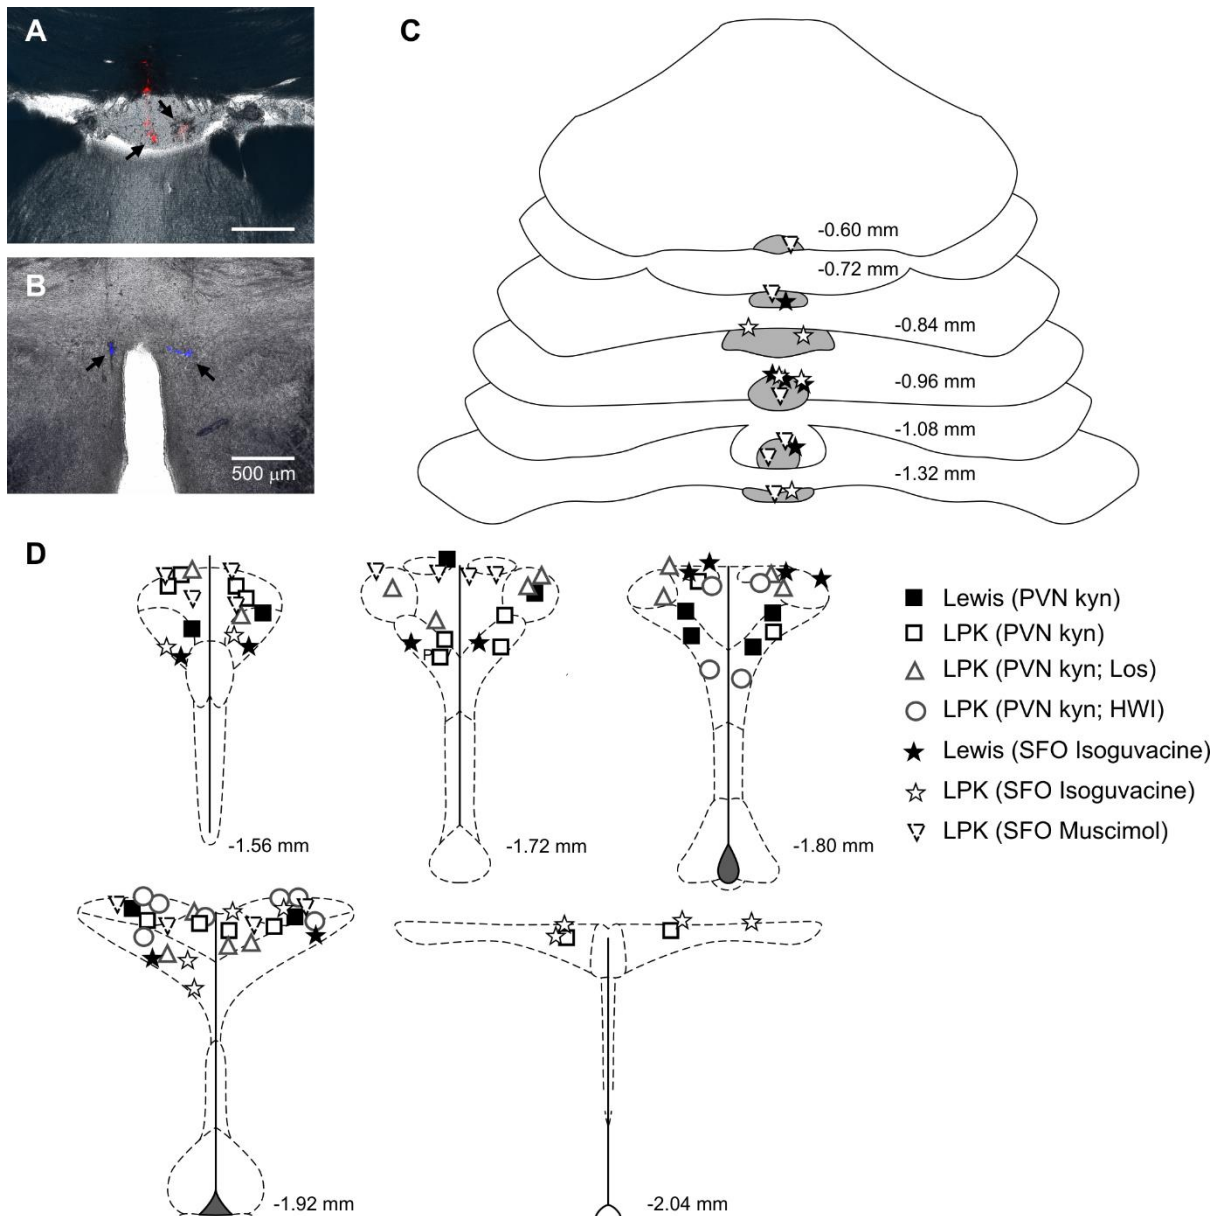 A
C
-0.60 mm
-0.72 mm
B
-0.84 mm
-0.96 mm
-1.08 mm
500 µm
-1.32 mm
D
Lewis (PVN kyn)
LPK (PVN kyn)
P
LPK (PVN kyn; Los)
LPK (PVN kyn; HWI)
Lewis (SFO Isoguvacine)
LPK (SFO Isoguvacine)
LPK (SFO Muscimol)
-1.56 mm
-1.72 mm
-1.80 mm
-1.92 mm
-2.04 mm